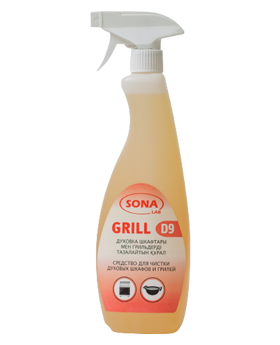 SONA
LAB
GRILL D9
ДУХОВКА ШКАФТАРЫ
МЕН ГРИЛЬДЕРДІ
ТАЗАЛАЙТЫН ҚҰРАЛ
СРЕДСТВО ДЛЯ ЧИСТКИ
ДУХОВЫХ ШКАФОВ И ГРИЛЕЙ